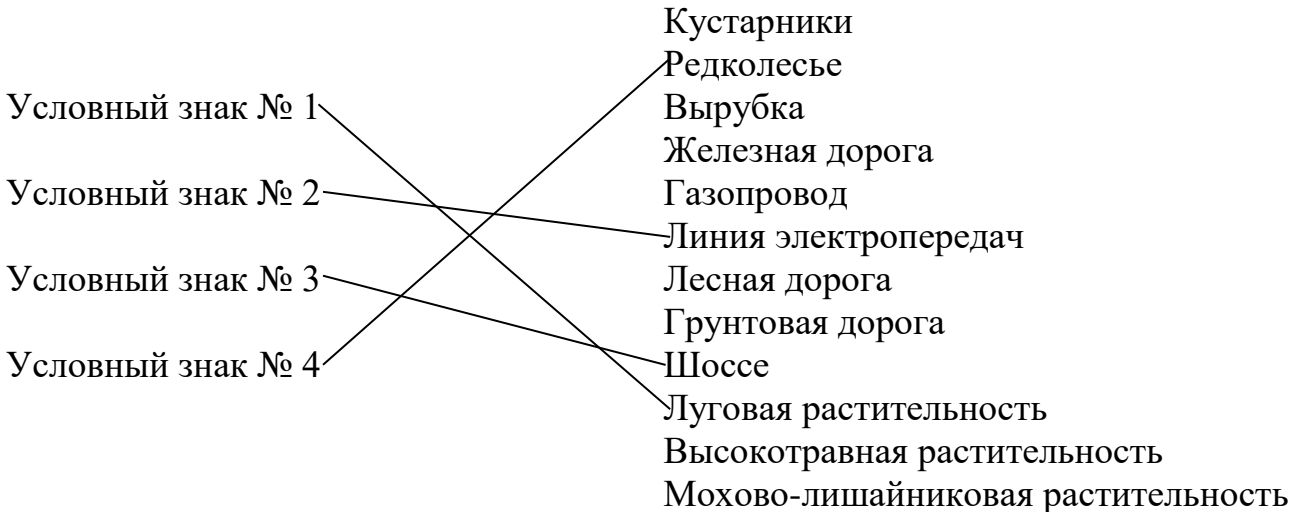 Кустарники
Редколесье
Условный знак № 1
Вырубка
Железная дорога
Условный знак № 2
Газопровод
Линия электропередач
Условный знак № 3
Лесная дорога
Грунтовая дорога
Условный знак № 4
Шоссе
Луговая растительность
Высокотравная растительность
Мохово-лишайниковая растительность